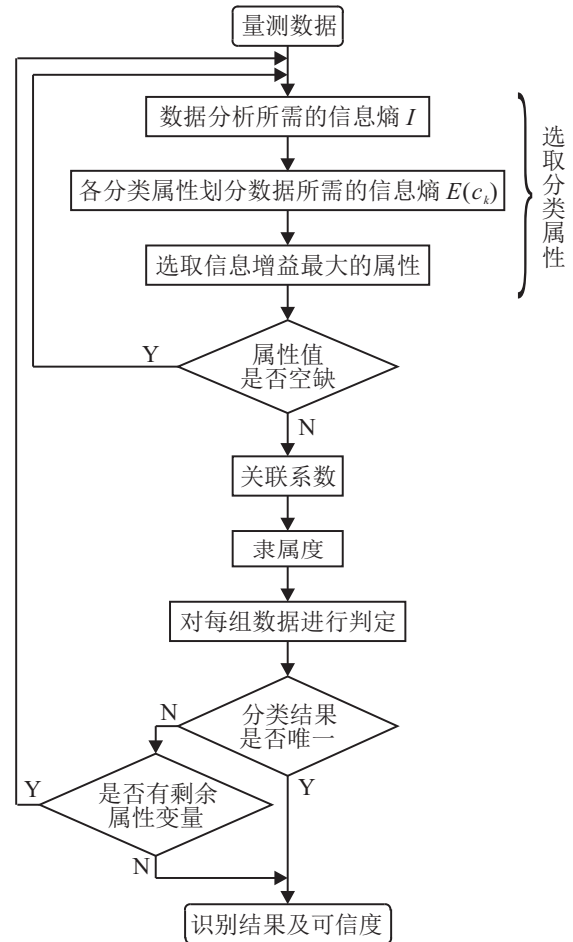 量测数据
数据分析所需的信息熵 I
各分类属性划分数据所需的信息熵 E(cₖ)
选取信息增益最大的属性
选取分类属性
Y
属性值
是否空缺
N
关联系数
隶属度
对每组数据进行判定
N
分类结果
是否唯一
Y
Y
是否有剩余
属性变量
N
识别结果及可信度